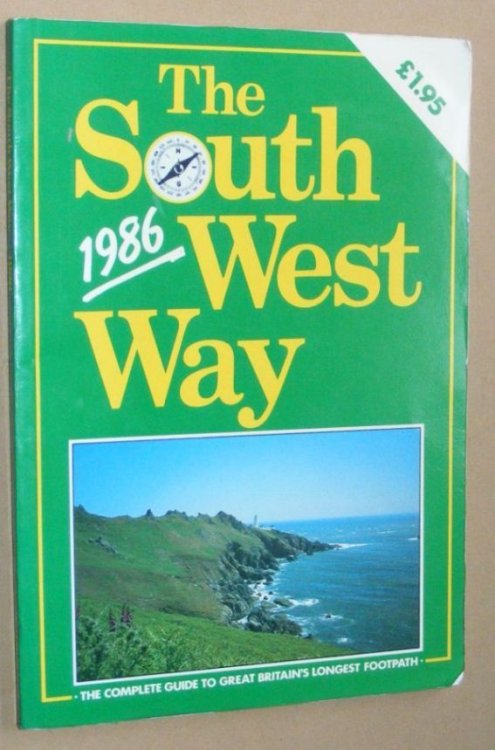 The
South
1986
West
Way
£1.95
· THE COMPLETE GUIDE TO GREAT BRITAIN'S LONGEST FOOTPATH ·